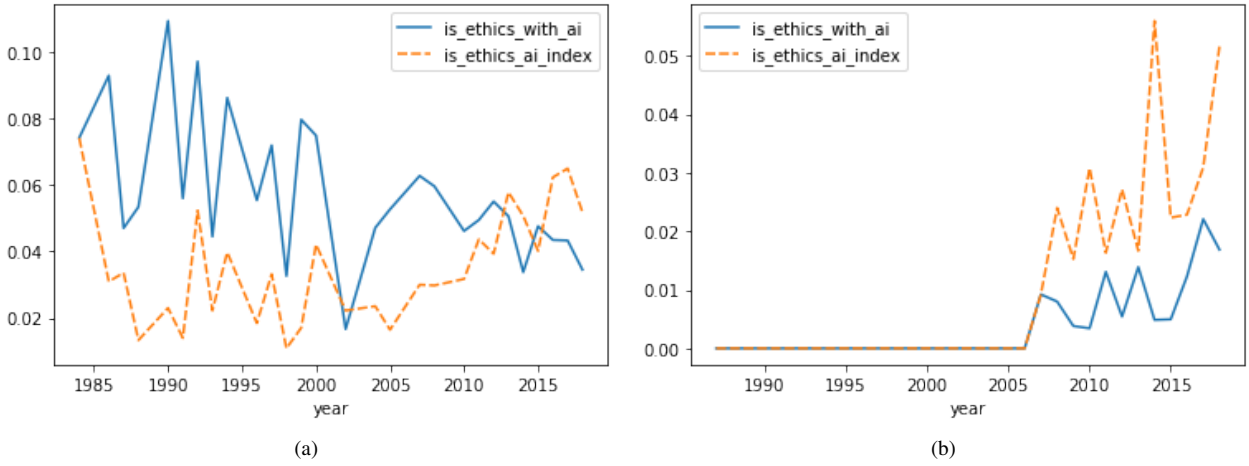 is_ethics_with_ai
is_ethics_ai_index
0.10
0.08
0.06
0.04
0.02
1985 1990 1995 2000 2005 2010 2015
year
(a)
is_ethics_with_ai
is_ethics_ai_index
0.05
0.04
0.03
0.02
0.01
0.00
1990 1995 2000 2005 2010 2015
year
(b)